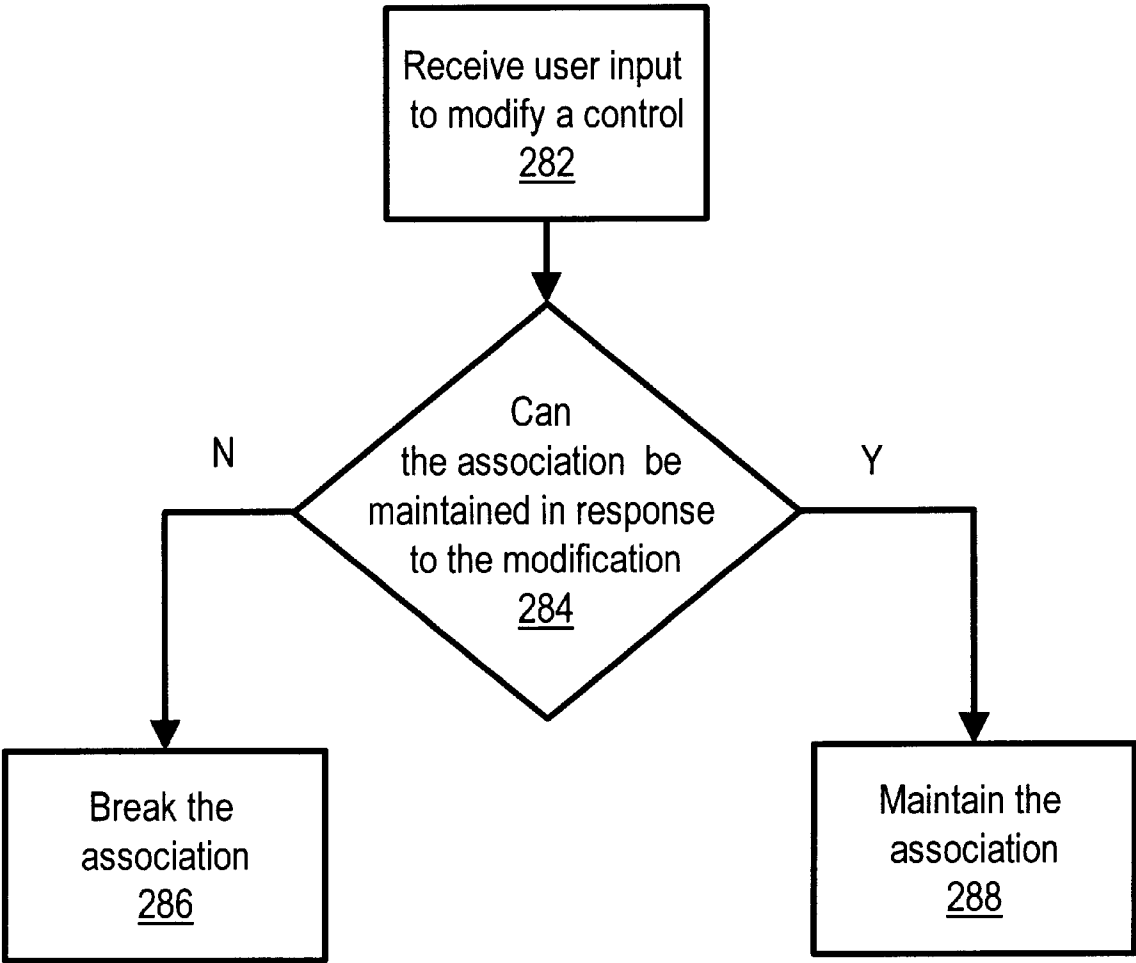 Receive user input
to modify a control
282
Can
the association be
maintained in response
to the modification
284
N
Y
Break the
association
286
Maintain the
association
288